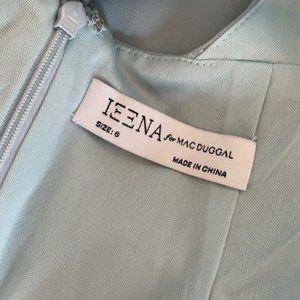 IEENA for MAC DUGGAL
SIZE: 6
MADE IN CHINA